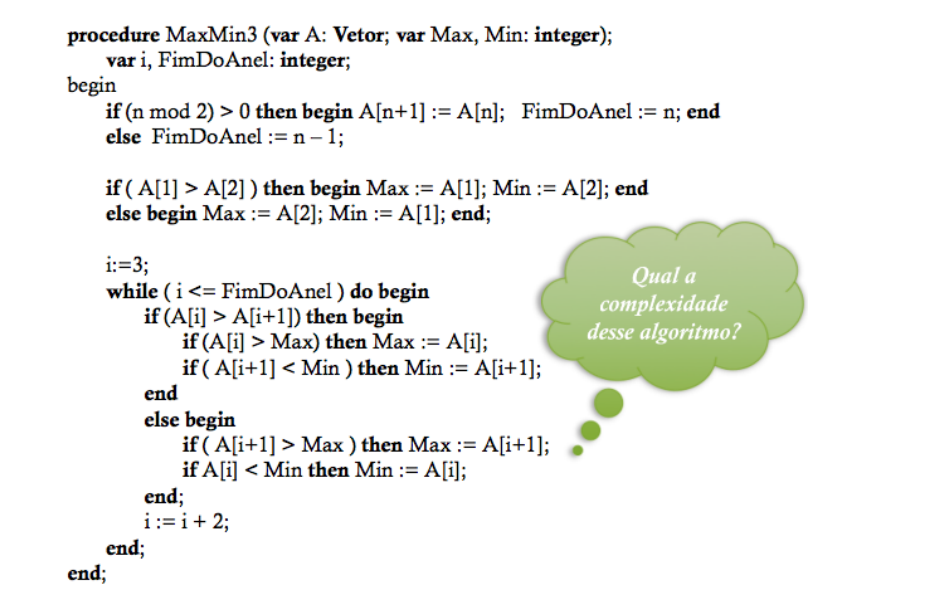 procedure MaxMin3 (var A: Vetor; var Max, Min: integer);
var i, FimDoAnel: integer;
begin
if (n mod 2) > 0 then begin A[n+1] := A[n]; FimDoAnel := n; end
else FimDoAnel := n – 1;
if ( A[1] > A[2] ) then begin Max := A[1]; Min := A[2]; end
else begin Max := A[2]; Min := A[1]; end;
i:=3;
while ( i <= FimDoAnel ) do begin
if (A[i] > A[i+1]) then begin
if (A[i] > Max) then Max := A[i];
if ( A[i+1] < Min ) then Min := A[i+1];
end
else begin
if ( A[i+1] > Max ) then Max := A[i+1];
if A[i] < Min then Min := A[i];
end;
i := i + 2;
end;
end;
Qual a
complexidade
desse algoritmo?